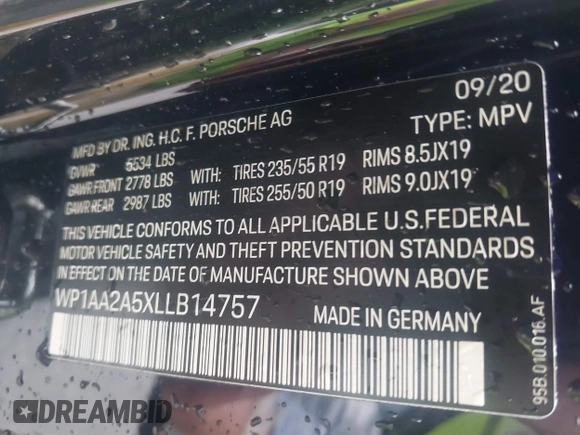 09/20
MFD BY DR. ING. H.C. F. PORSCHE AG TYPE: MPV
GVWR 5534 LBS
GAWR FRONT 2778 LBS WITH: TIRES 235/55 R19 RIMS 8.5JX19
GAWR REAR 2987 LBS WITH: TIRES 255/50 R19 RIMS 9.0JX19
THIS VEHICLE CONFORMS TO ALL APPLICABLE U.S.FEDERAL
MOTOR VEHICLE SAFETY AND THEFT PREVENTION STANDARDS
IN EFFECT ON THE DATE OF MANUFACTURE SHOWN ABOVE
WP1AA2A5XLLB14757 MADE IN GERMANY
95B.010.016.AF
DREAMBID